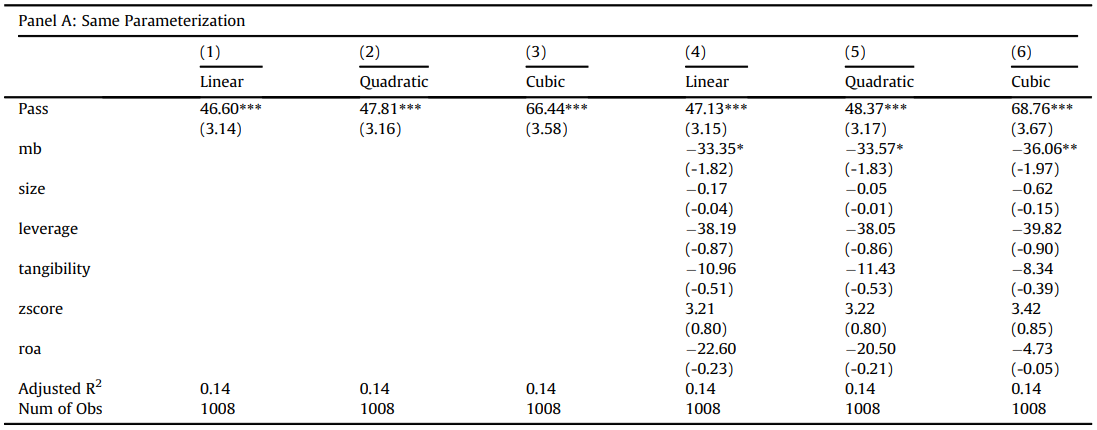 Panel A: Same Parameterization
(1) (2) (3) (4) (5) (6)
Linear Quadratic Cubic Linear Quadratic Cubic
Pass 46.60*** 47.81*** 66.44*** 47.13*** 48.37*** 68.76***
(3.14) (3.16) (3.58) (3.15) (3.17) (3.67)
mb −33.35* −33.57* −36.06**
(-1.82) (-1.83) (-1.97)
size −0.17 −0.05 −0.62
(-0.04) (-0.01) (-0.15)
leverage −38.19 −38.05 −39.82
(-0.87) (-0.86) (-0.90)
tangibility −10.96 −11.43 −8.34
(-0.51) (-0.53) (-0.39)
zscore 3.21 3.22 3.42
(0.80) (0.80) (0.85)
roa −22.60 −20.50 −4.73
(-0.23) (-0.21) (-0.05)
Adjusted R² 0.14 0.14 0.14 0.14 0.14 0.14
Num of Obs 1008 1008 1008 1008 1008 1008